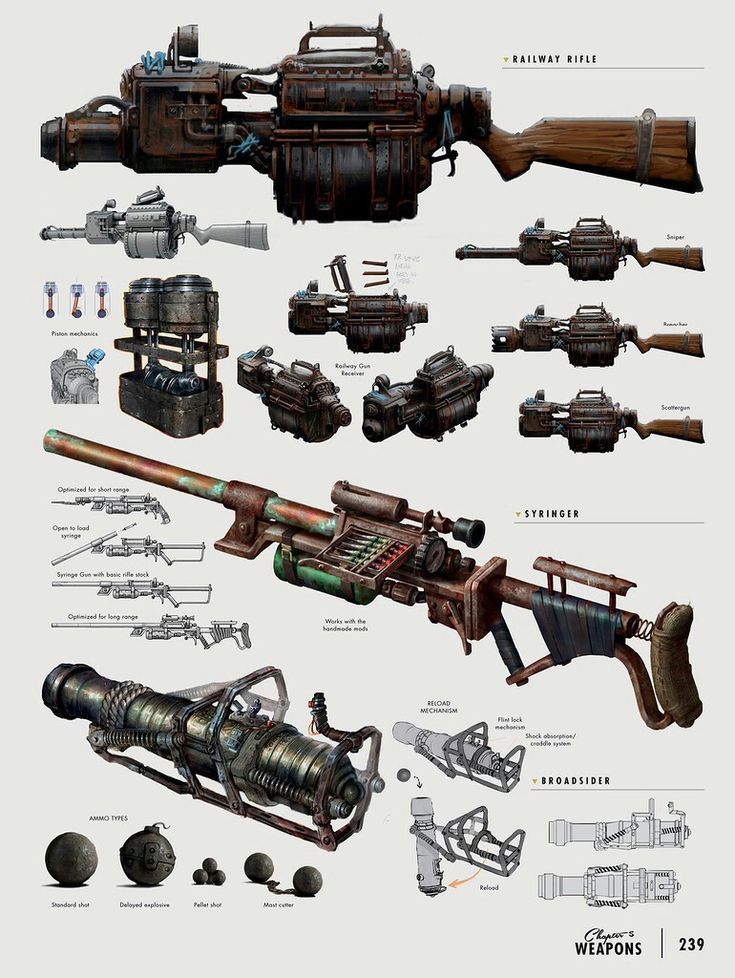 RAILWAY RIFLE
Sniper
Piston mechanics
Railway Gun
Receiver
Scattergun
SYRINGER
Optimized for short range
Open to load
syringe
Syringe Gun with basic rifle stock
Optimized for long range
Works with the
handmade mods
RELOAD
MECHANISM
Flint lock
mechanism
Shock absorption/
craddle system
BROADSIDER
Reload
AMMO TYPES
Standard shot
Delayed explosive
Pellet shot
Mast cutter
Chapter 5
WEAPONS
239